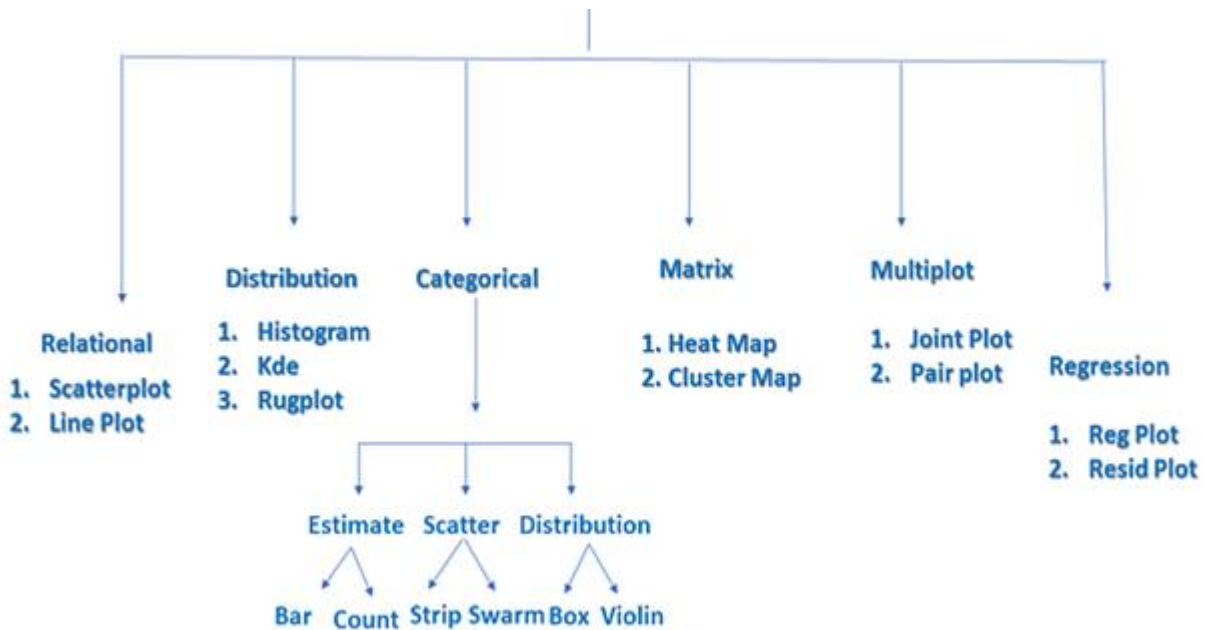 Relational
1. Scatterplot
2. Line Plot
Distribution
1. Histogram
2. Kde
3. Rugplot
Categorical
Estimate Scatter Distribution
Bar Count Strip Swarm Box Violin
Matrix
1. Heat Map
2. Cluster Map
Multiplot
1. Joint Plot
2. Pair plot
Regression
1. Reg Plot
2. Resid Plot